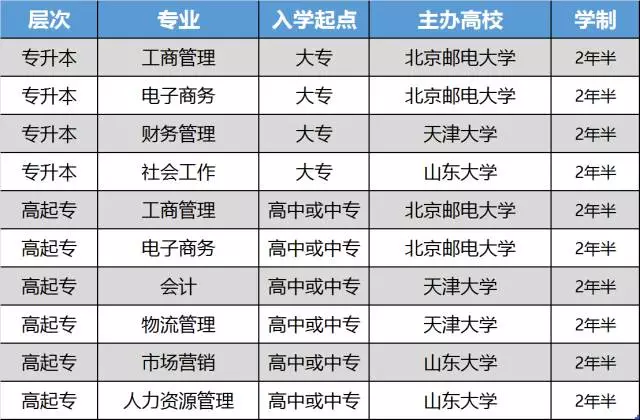 层次 专业 入学起点 主办高校 学制
专升本 工商管理 大专 北京邮电大学 2年半
专升本 电子商务 大专 北京邮电大学 2年半
专升本 财务管理 大专 天津大学 2年半
专升本 社会工作 大专 山东大学 2年半
高起专 工商管理 高中或中专 北京邮电大学 2年半
高起专 电子商务 高中或中专 北京邮电大学 2年半
高起专 会计 高中或中专 天津大学 2年半
高起专 物流管理 高中或中专 天津大学 2年半
高起专 市场营销 高中或中专 山东大学 2年半
高起专 人力资源管理 高中或中专 山东大学 2年半